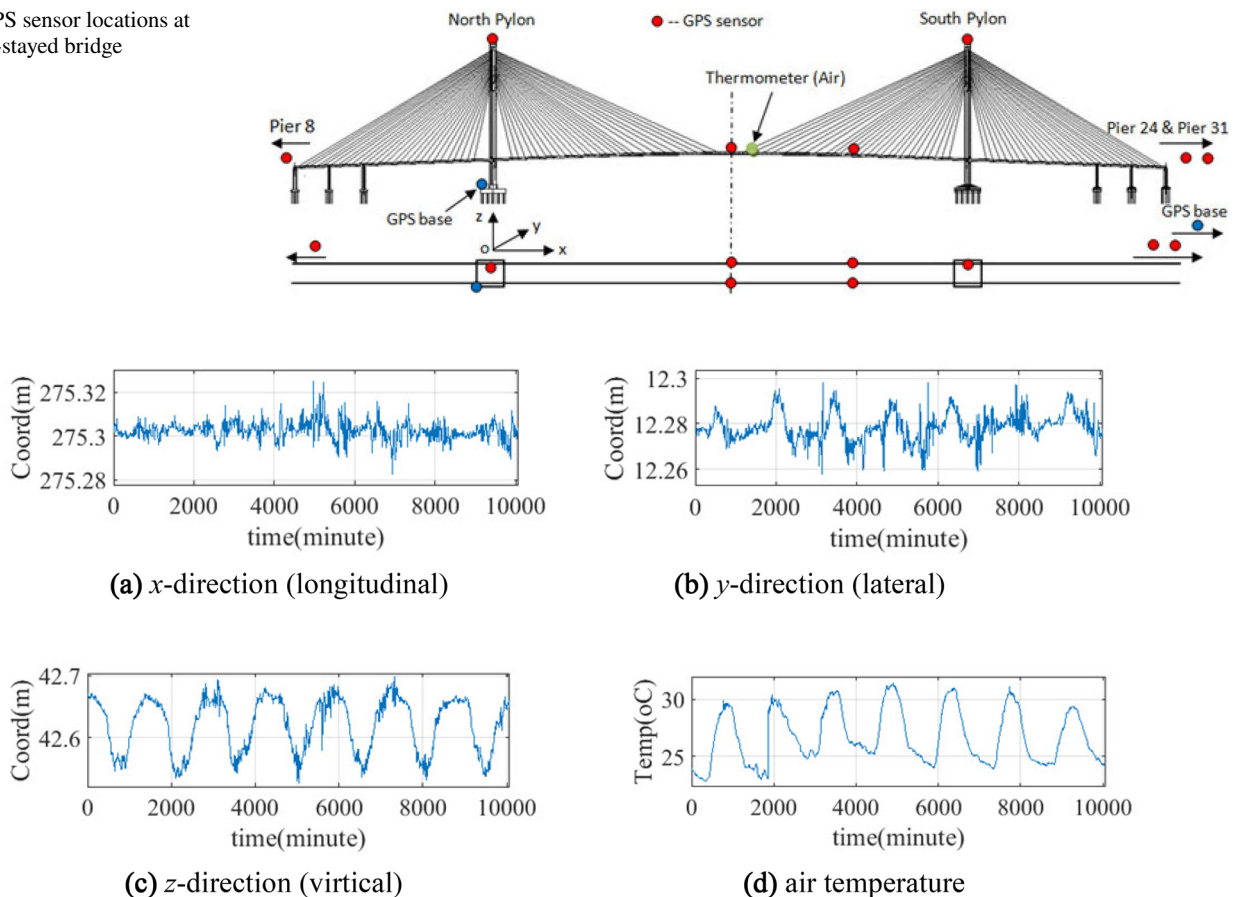 PS sensor locations at
-stayed bridge
North Pylon
-- GPS sensor
South Pylon
Thermometer (Air)
Pier 8
Pier 24 & Pier 31
GPS base
z
y
o
x
GPS base
Coord(m)
275.32
275.3
275.28
0 2000 4000 6000 8000 10000
time(minute)
(a) x-direction (longitudinal)
Coord(m)
12.3
12.28
12.26
0 2000 4000 6000 8000 10000
time(minute)
(b) y-direction (lateral)
Coord(m)
42.7
42.6
0 2000 4000 6000 8000 10000
time(minute)
(c) z-direction (virtical)
Temp(oC)
30
25
0 2000 4000 6000 8000 10000
time(minute)
(d) air temperature